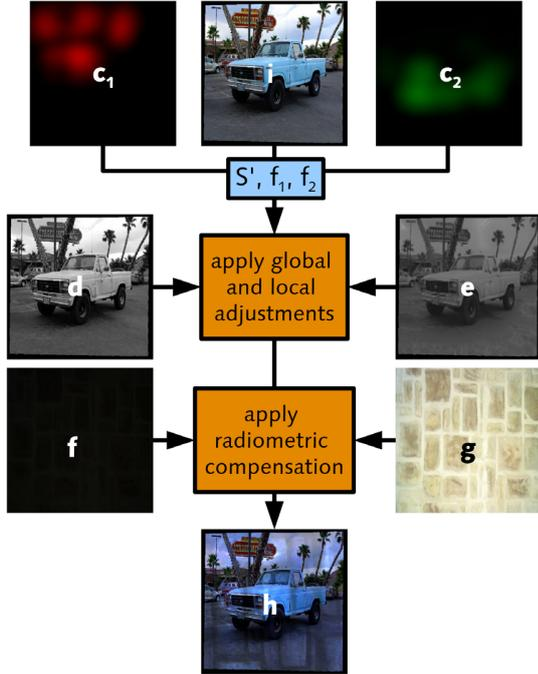 c1
i
c2
S', f1, f2
apply global
and local
adjustments
d
e
apply
radiometric
compensation
f
g
h